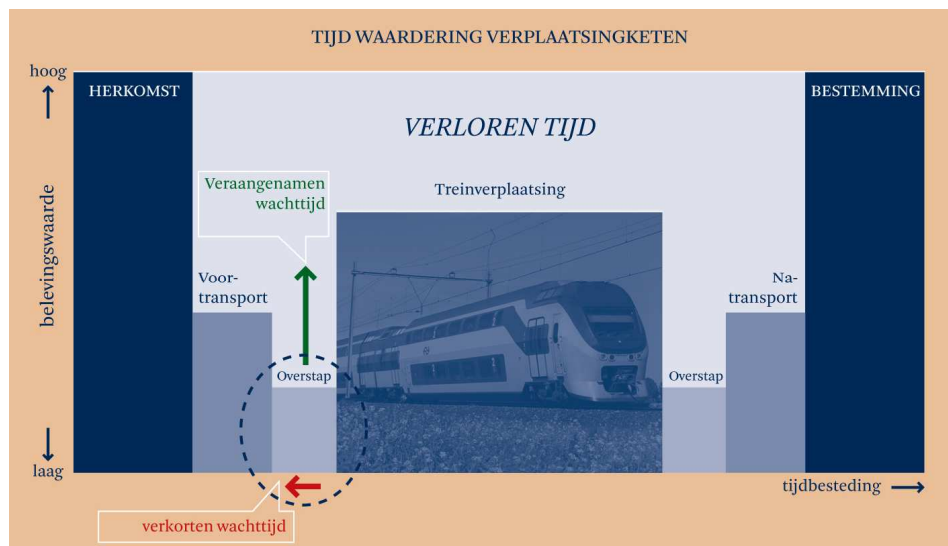 TIJD WAARDERING VERPLAATSINGKETEN
hoog
HERKOMST
BESTEMMING
VERLOREN TIJD
belevingswaarde
Veraangenamen
wachttijd
Treinverplaatsing
Voor-
transport
Na-
transport
Overstap
Overstap
laag
tijdbesteding
verkorten wachttijd